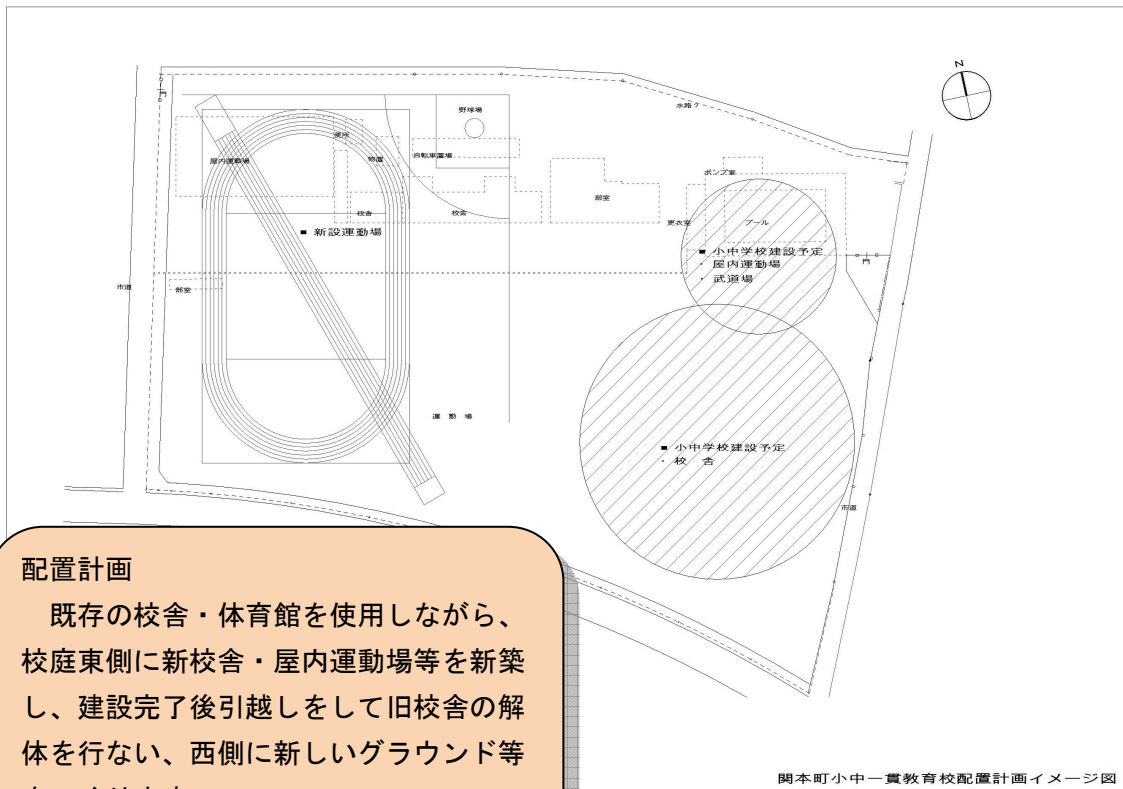 N
門
野球場
水路
便所
屋内運動場
物置
自転車置場
ポンプ室
部室
校舎
校舎
更衣室
プール
■ 新設運動場
■ 小中学校建設予定
・ 屋内運動場
・ 武道場
門
市道
部室
運 動 場
■ 小中学校建設予定
・ 校 舎
市道
配置計画
既存の校舎・体育館を使用しながら、
校庭東側に新校舎・屋内運動場等を新築
し、建設完了後引越しをして旧校舎の解
体を行ない、西側に新しいグラウンド等
関本町小中一貫教育校配置計画イメージ図